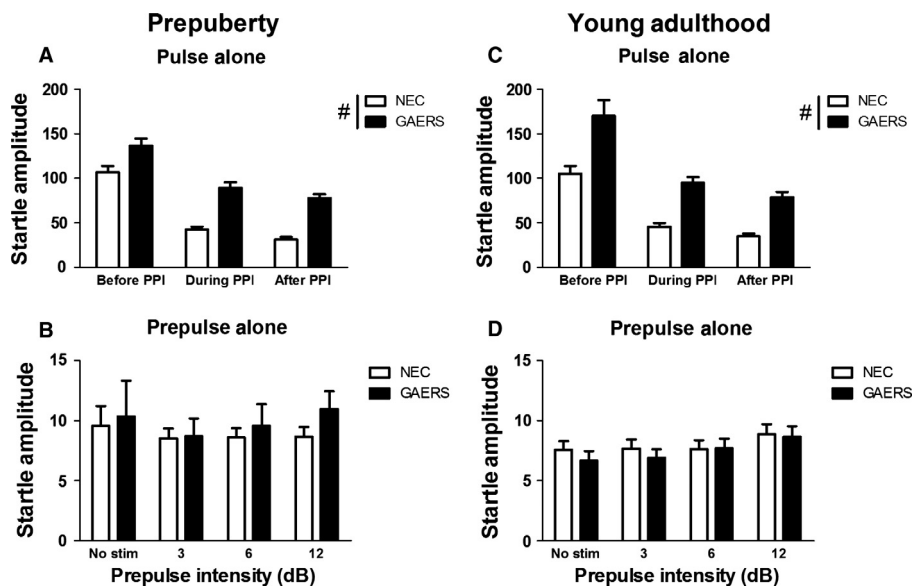 Prepuberty
A
Pulse alone
Startle amplitude
200
150
100
50
0
Before PPI During PPI After PPI
# NEC
GAERS
B
Prepulse alone
Startle amplitude
15
10
5
0
No stim 3 6 12
Prepulse intensity (dB)
NEC
GAERS
Young adulthood
C
Pulse alone
Startle amplitude
200
150
100
50
0
Before PPI During PPI After PPI
# NEC
GAERS
D
Prepulse alone
Startle amplitude
15
10
5
0
No stim 3 6 12
Prepulse intensity (dB)
NEC
GAERS